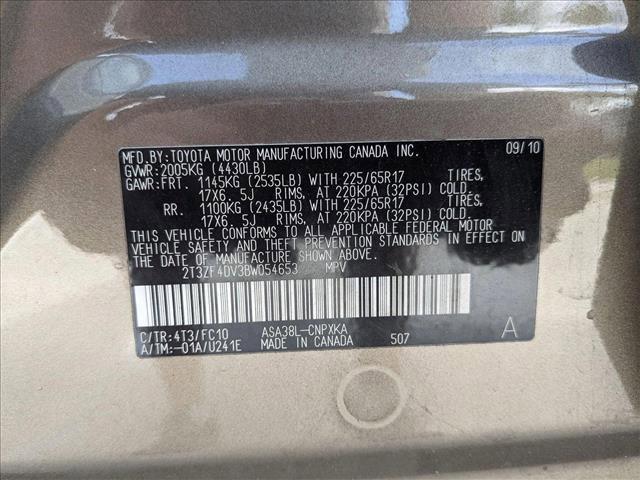 MFD.BY:TOYOTA MOTOR MANUFACTURING CANADA INC. 09/10
GVWR:2005KG (4430LB)
GAWR:FRT. 1145KG (2535LB) WITH 225/65R17 TIRES,
17X6. 5J RIMS, AT 220KPA (32PSI) COLD.
RR. 1100KG (2435LB) WITH 225/65R17 TIRES,
17X6. 5J RIMS, AT 220KPA (32PSI) COLD.
THIS VEHICLE CONFORMS TO ALL APPLICABLE FEDERAL MOTOR
VEHICLE SAFETY AND THEFT PREVENTION STANDARDS IN EFFECT ON
THE DATE OF MANUFACTURE SHOWN ABOVE.
2T3ZF4DV3BW054653 MPV
C/TR:4T3/FC10 ASA38L-CNPXKA
A/TM:-01A/U241E MADE IN CANADA 507 A